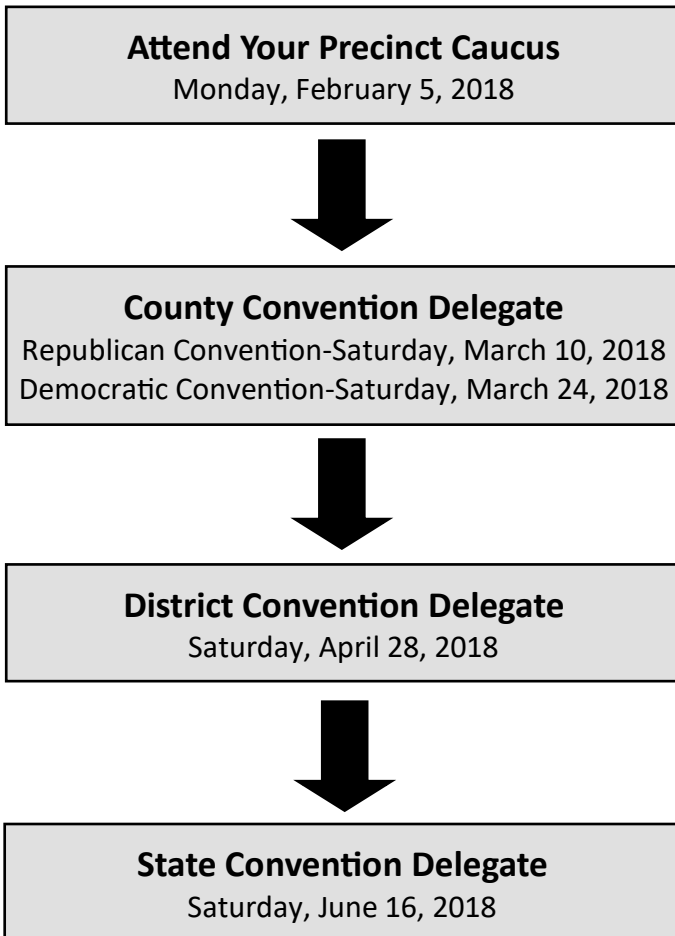 Attend Your Precinct Caucus
Monday, February 5, 2018
County Convention Delegate
Republican Convention-Saturday, March 10, 2018
Democratic Convention-Saturday, March 24, 2018
District Convention Delegate
Saturday, April 28, 2018
State Convention Delegate
Saturday, June 16, 2018